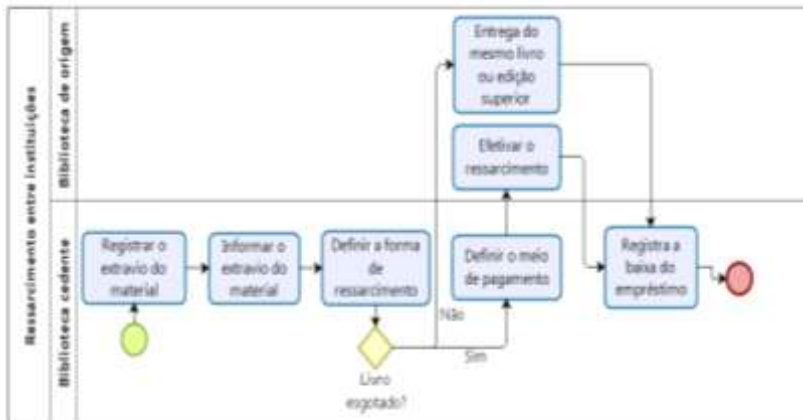 Ressarcimento entre instituições
Biblioteca de origem
Entrega do
mesmo livro
ou edição
superior
Efetivar o
ressarcimento
Biblioteca cedente
Registrar o
extravio do
material
Informar o
extravio do
material
Definir a forma
de
ressarcimento
Definir o meio
de pagamento
Registra a
baixa do
empréstimo
Não
Sim
Livro
esgotado?